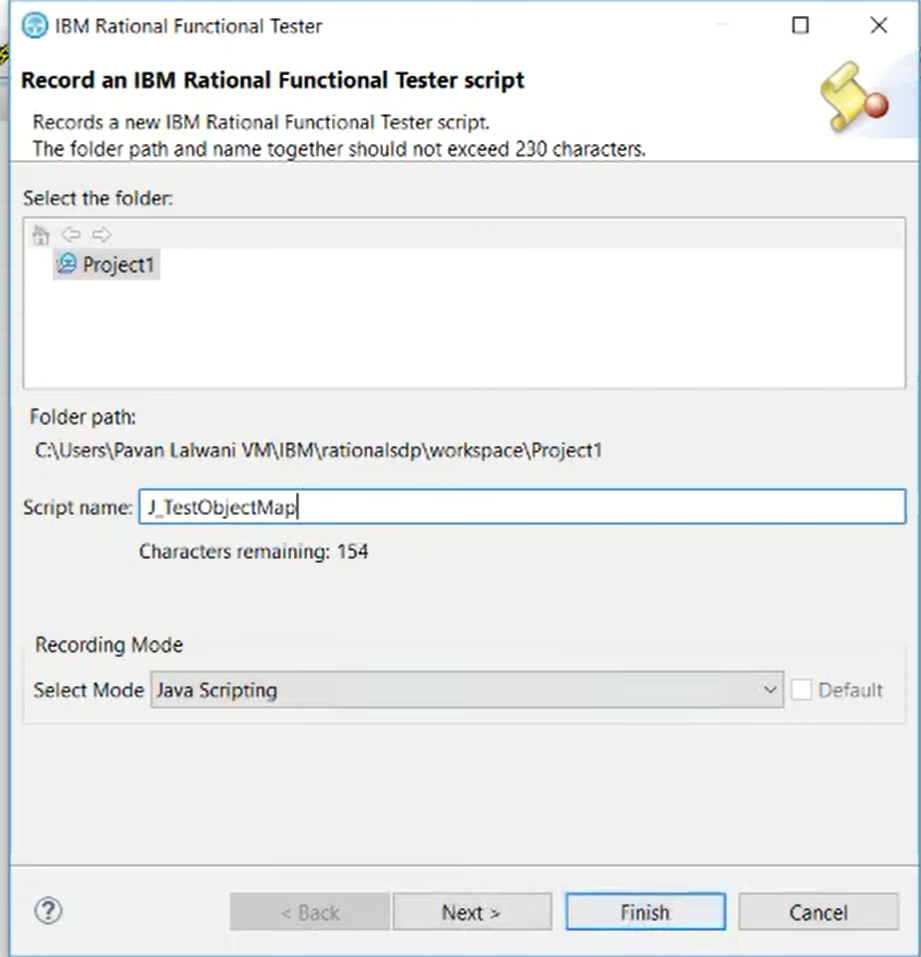 IBM Rational Functional Tester
Record an IBM Rational Functional Tester script
Records a new IBM Rational Functional Tester script.
The folder path and name together should not exceed 230 characters.
Select the folder:
Project1
Folder path:
C:\Users\Pavan Lalwani VM\IBM\rationalsdp\workspace\Project1
Script name: J_TestObjectMap
Characters remaining: 154
Recording Mode
Select Mode Java Scripting Default
? < Back Next > Finish Cancel